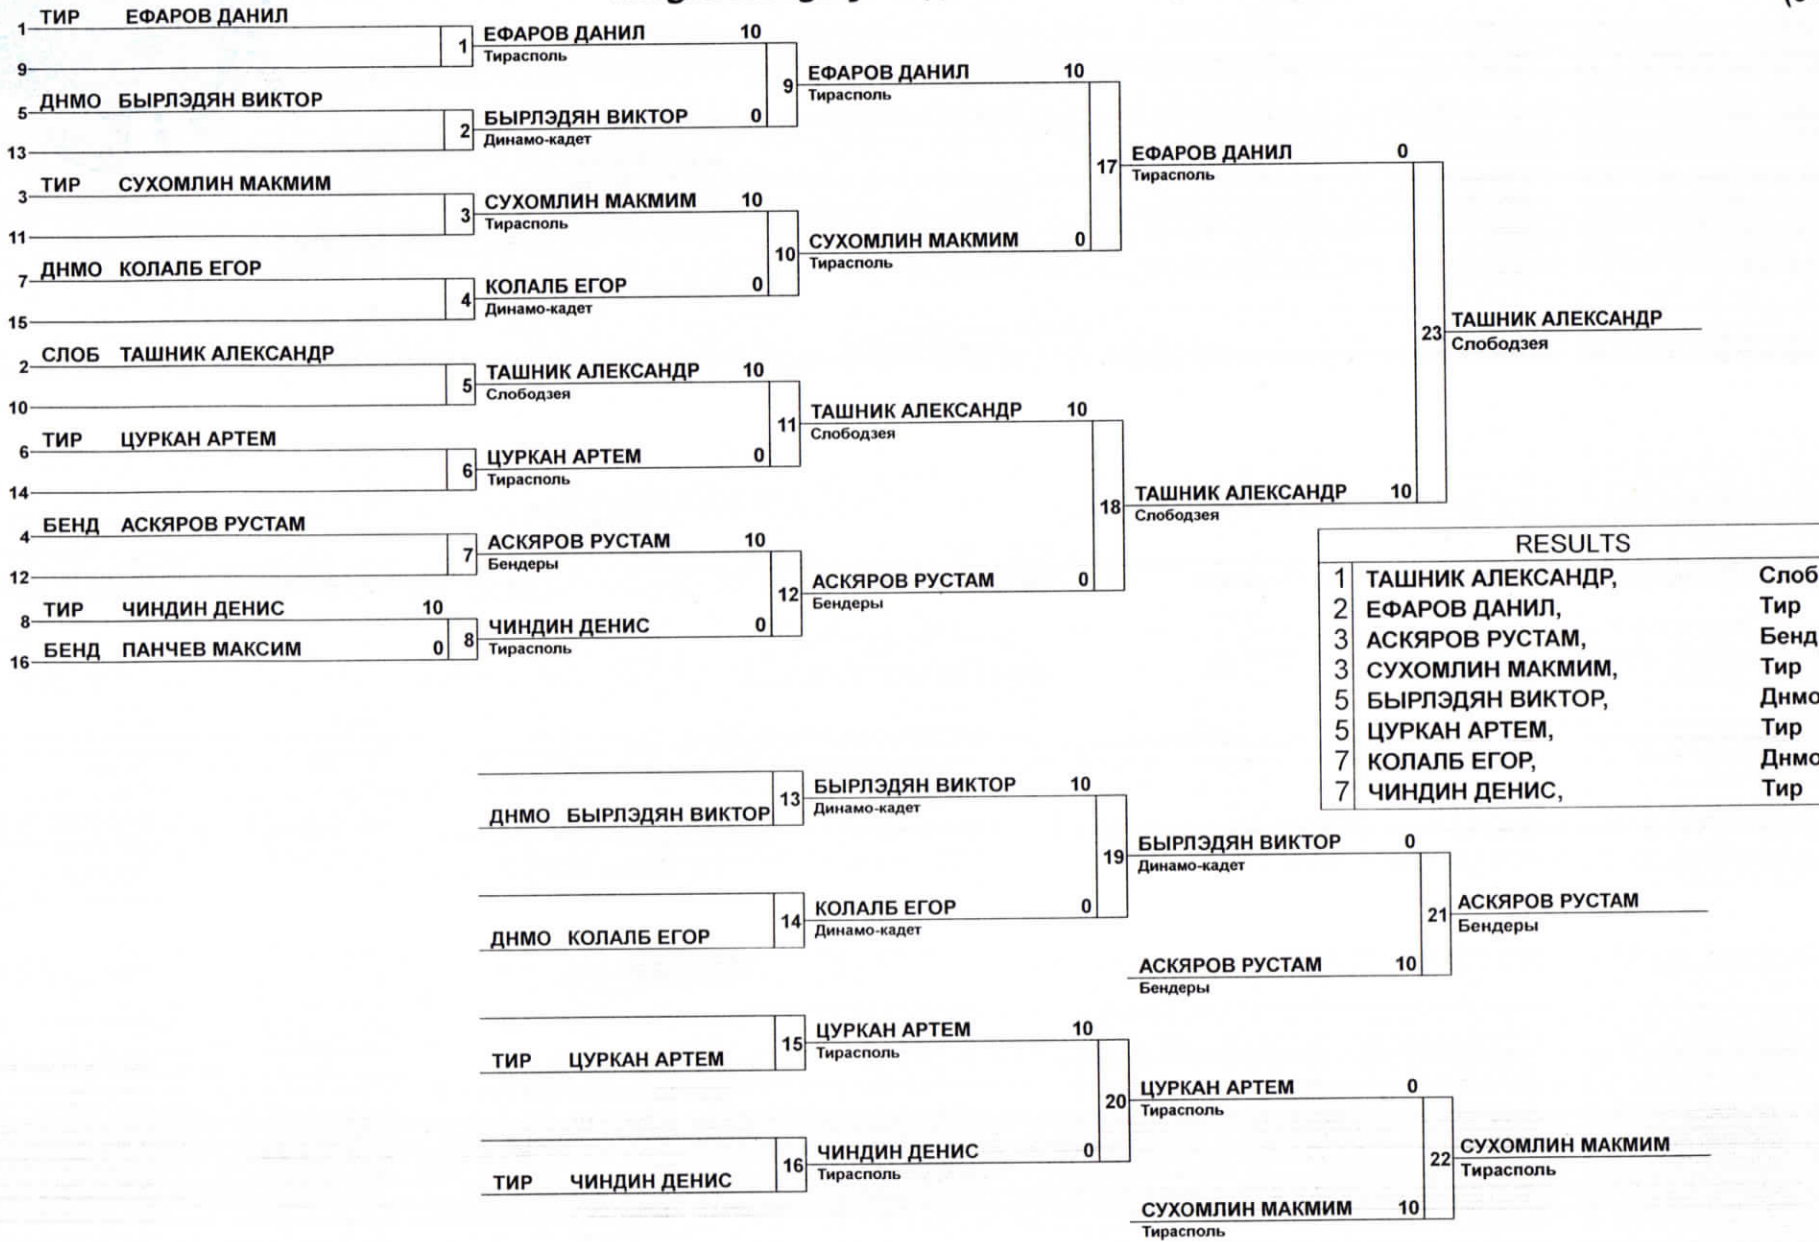 1 ТИР ЕФАРОВ ДАНИЛ
9
1 ЕФАРОВ ДАНИЛ 10
Тирасполь
5 ДНМО БЫРЛЭДЯН ВИКТОР
13
2 БЫРЛЭДЯН ВИКТОР 0
Динамо-кадет
9 ЕФАРОВ ДАНИЛ 10
Тирасполь
3 ТИР СУХОМЛИН МАКМИМ
11
3 СУХОМЛИН МАКМИМ 10
Тирасполь
7 ДНМО КОЛАЛБ ЕГОР
15
4 КОЛАЛБ ЕГОР 0
Динамо-кадет
10 СУХОМЛИН МАКМИМ 0
Тирасполь
17 ЕФАРОВ ДАНИЛ 0
Тирасполь
2 СЛОБ ТАШНИК АЛЕКСАНДР
10
5 ТАШНИК АЛЕКСАНДР 10
Слободзея
6 ТИР ЦУРКАН АРТЕМ
14
6 ЦУРКАН АРТЕМ 0
Тирасполь
11 ТАШНИК АЛЕКСАНДР 10
Слободзея
4 БЕНД АСКЯРОВ РУСТАМ
12
7 АСКЯРОВ РУСТАМ 10
Бендеры
8 ТИР ЧИНДИН ДЕНИС 10
16 БЕНД ПАНЧЕВ МАКСИМ 0
8 ЧИНДИН ДЕНИС 0
Тирасполь
12 АСКЯРОВ РУСТАМ 0
Бендеры
18 ТАШНИК АЛЕКСАНДР 10
Слободзея
23 ТАШНИК АЛЕКСАНДР
Слободзея
RESULTS
1 ТАШНИК АЛЕКСАНДР, Слоб
2 ЕФАРОВ ДАНИЛ, Тир
3 АСКЯРОВ РУСТАМ, Бенд
3 СУХОМЛИН МАКМИМ, Тир
5 БЫРЛЭДЯН ВИКТОР, Днмо
5 ЦУРКАН АРТЕМ, Тир
7 КОЛАЛБ ЕГОР, Днмо
7 ЧИНДИН ДЕНИС, Тир
ДНМО БЫРЛЭДЯН ВИКТОР
13 БЫРЛЭДЯН ВИКТОР 10
Динамо-кадет
ДНМО КОЛАЛБ ЕГОР
14 КОЛАЛБ ЕГОР 0
Динамо-кадет
19 БЫРЛЭДЯН ВИКТОР 0
Динамо-кадет
АСКЯРОВ РУСТАМ 10
Бендеры
21 АСКЯРОВ РУСТАМ
Бендеры
ТИР ЦУРКАН АРТЕМ
15 ЦУРКАН АРТЕМ 10
Тирасполь
ТИР ЧИНДИН ДЕНИС
16 ЧИНДИН ДЕНИС 0
Тирасполь
20 ЦУРКАН АРТЕМ 0
Тирасполь
СУХОМЛИН МАКМИМ 10
Тирасполь
22 СУХОМЛИН МАКМИМ
Тирасполь